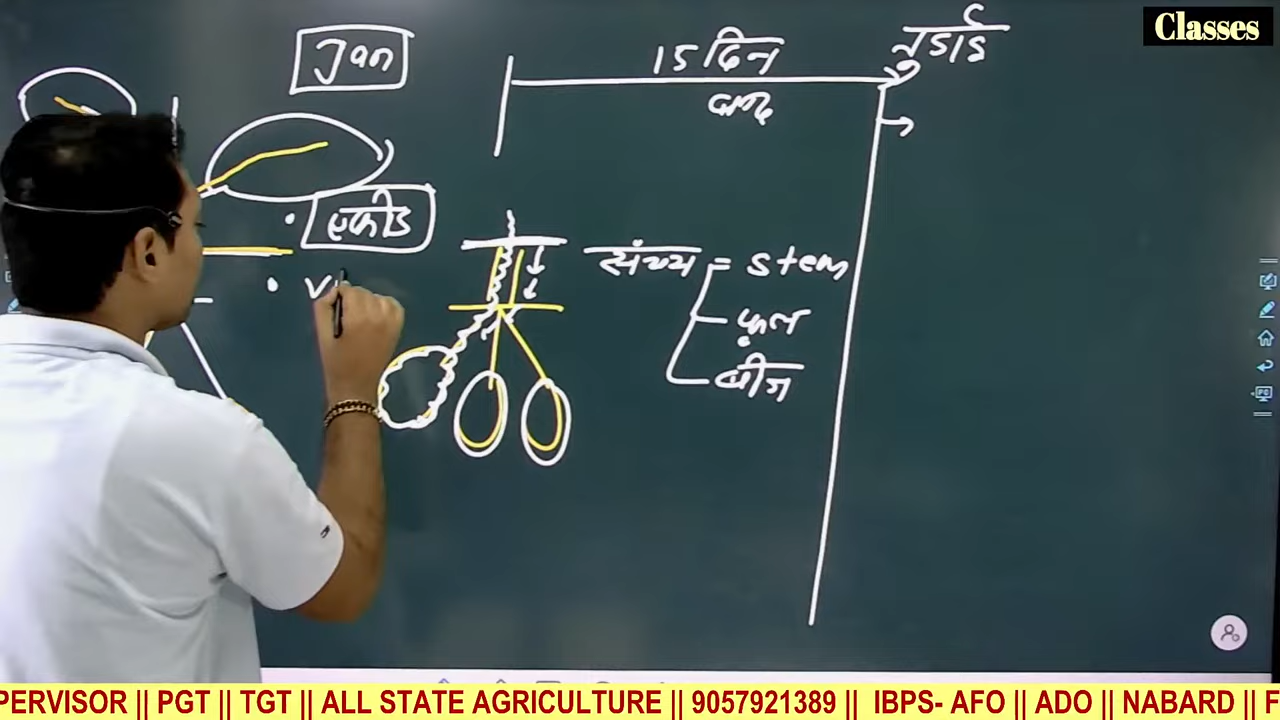 Classes
Jan
15 दिन
तुडाई
बाद
एकीड
संचय = stem
फल
बीज
PERVISOR || PGT || TGT || ALL STATE AGRICULTURE || 9057921389 || IBPS- AFO || ADO || NABARD || F